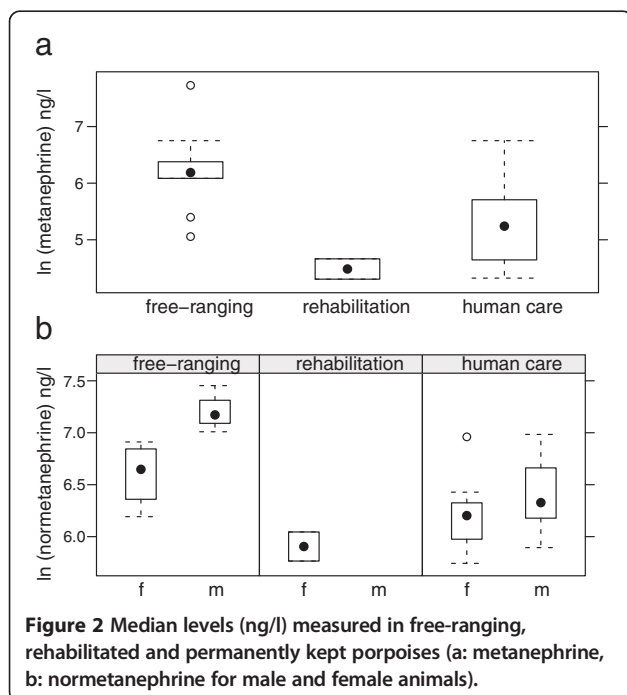 a
ln (metanephrine) ng/l
7
6
5
free−ranging
rehabilitation
human care
b
free−ranging
rehabilitation
human care
ln (normetanephrine) ng/l
7.5
7.0
6.5
6.0
f
m
f
m
f
m
Figure 2 Median levels (ng/l) measured in free-ranging,
rehabilitated and permanently kept porpoises (a: metanephrine,
b: normetanephrine for male and female animals).